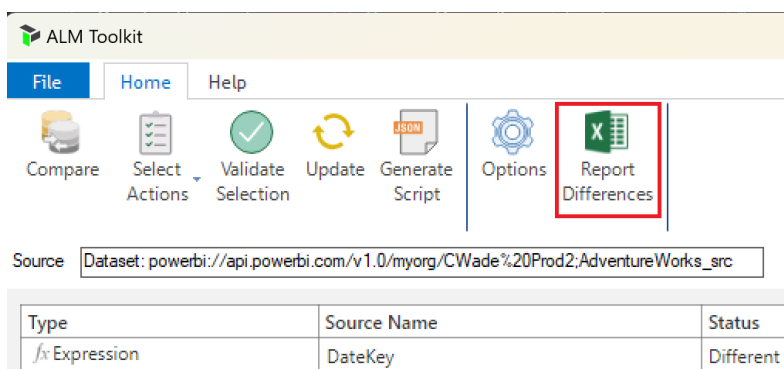 ALM Toolkit
File Home Help
Compare Select Actions Validate Selection Update JSON Generate Script Options X Report Differences
Source Dataset: powerbi://api.powerbi.com/v1.0/myorg/CWade%20Prod2;AdventureWorks_src
Type Source Name Status
fx Expression DateKey Different